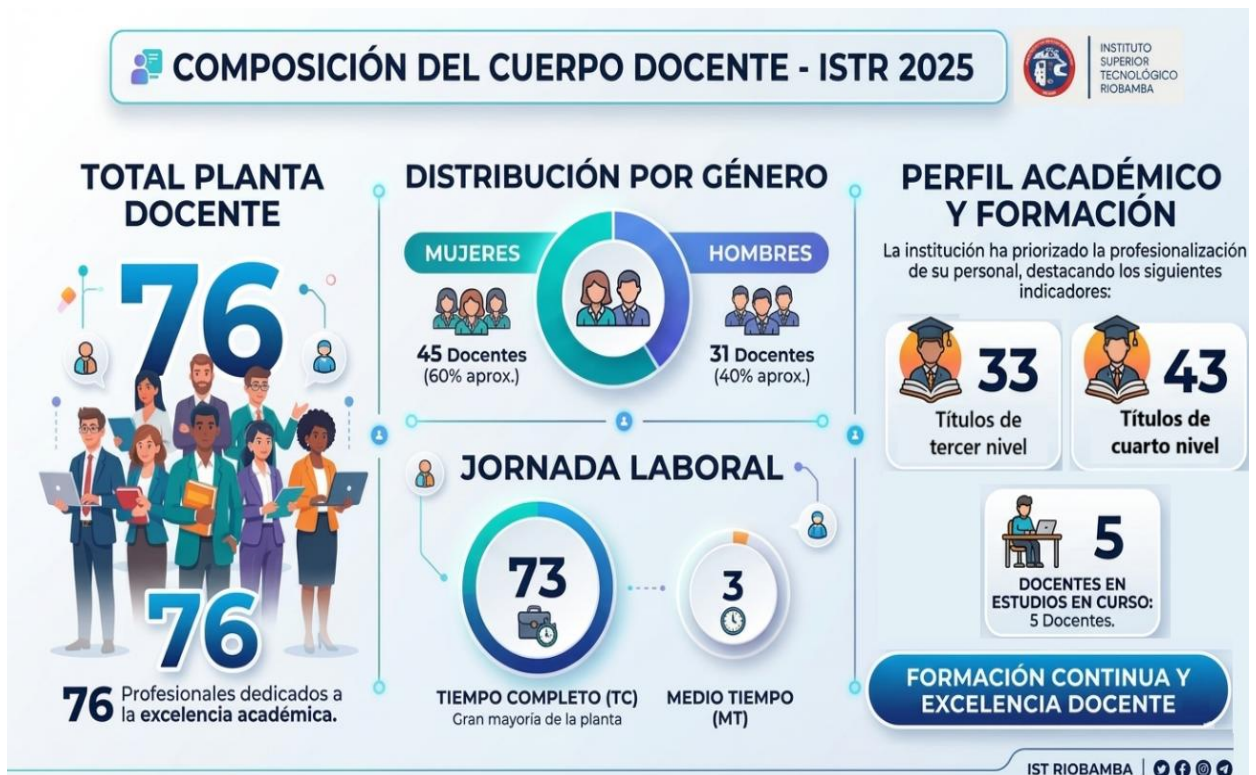 COMPOSICIÓN DEL CUERPO DOCENTE - ISTR 2025
INSTITUTO
SUPERIOR
TECNOLÓGICO
RIOBAMBA
TOTAL PLANTA
DOCENTE
76
76
76 Profesionales dedicados a
la excelencia académica.
DISTRIBUCIÓN POR GÉNERO
MUJERES
HOMBRES
45 Docentes
(60% aprox.)
31 Docentes
(40% aprox.)
JORNADA LABORAL
73
3
TIEMPO COMPLETO (TC)
Gran mayoría de la planta
MEDIO TIEMPO
(MT)
PERFIL ACADÉMICO
Y FORMACIÓN
La institución ha priorizado la profesionalización
de su personal, destacando los siguientes
indicadores:
33
Títulos de
tercer nivel
43
Títulos de
cuarto nivel
5
DOCENTES EN
ESTUDIOS EN CURSO:
5 Docentes.
FORMACIÓN CONTINUA Y
EXCELENCIA DOCENTE
IST RIOBAMBA